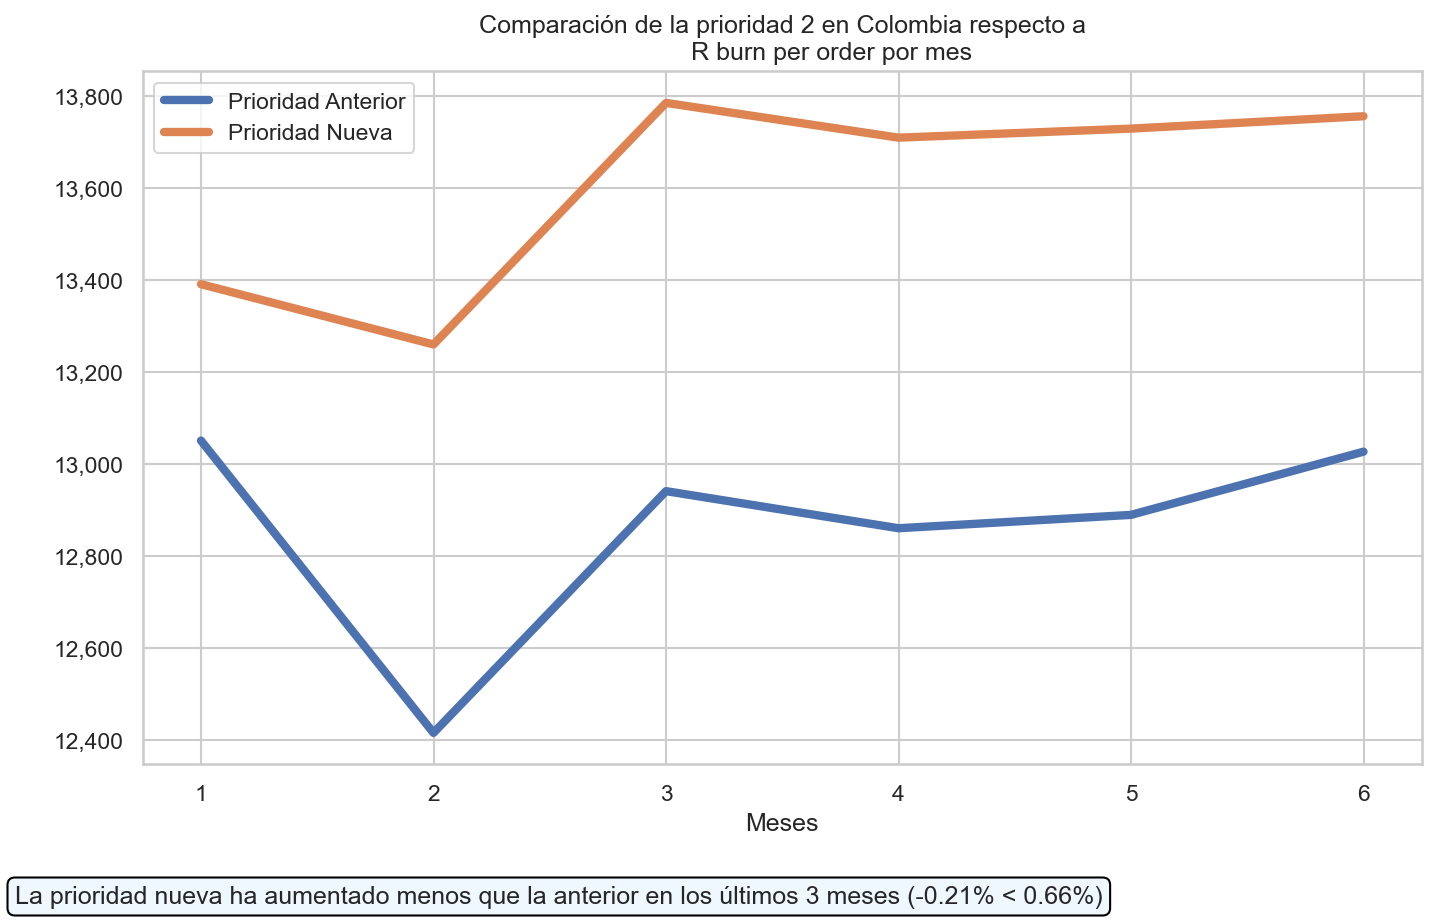 Comparación de la prioridad 2 en Colombia respecto a
R burn per order por mes
Prioridad Anterior
Prioridad Nueva
13,800
13,600
13,400
13,200
13,000
12,800
12,600
12,400
1 2 3 4 5 6
Meses
La prioridad nueva ha aumentado menos que la anterior en los últimos 3 meses (-0.21% < 0.66%)